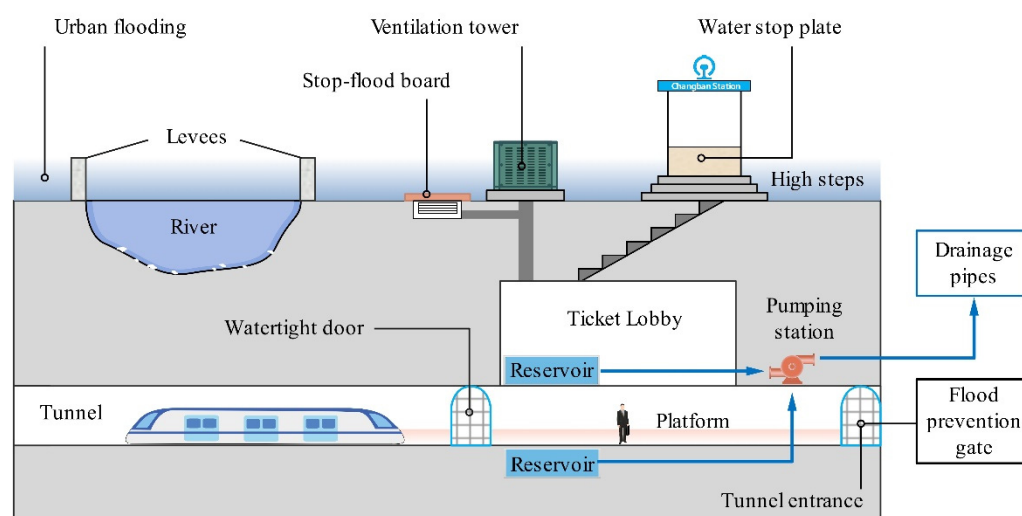 Urban flooding
Ventilation tower
Water stop plate
Stop-flood board
Changban Station
Levees
High steps
River
Drainage
pipes
Ticket Lobby
Pumping
station
Watertight door
Reservoir
Tunnel
Platform
Flood
prevention
gate
Reservoir
Tunnel entrance